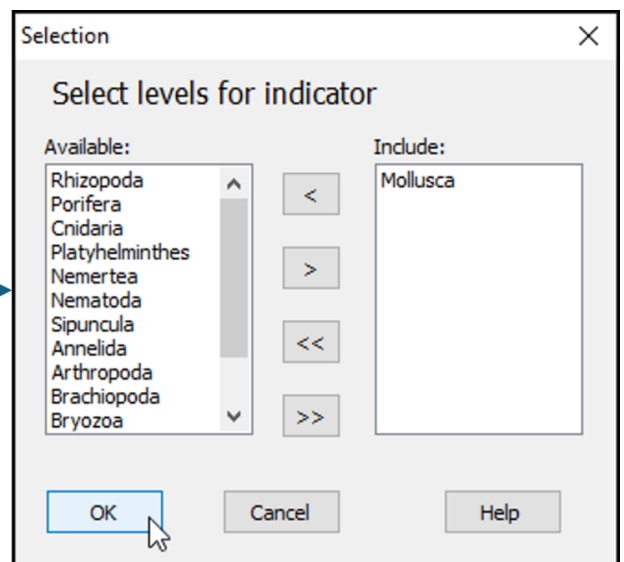 Selection
Select levels for indicator
Available:
Include:
Rhizopoda
Porifera
Cnidaria
Platyhelminthes
Nemertea
Nematoda
Sipuncula
Annelida
Arthropoda
Brachiopoda
Bryozoa
<
>
<<
>>
Mollusca
OK
Cancel
Help